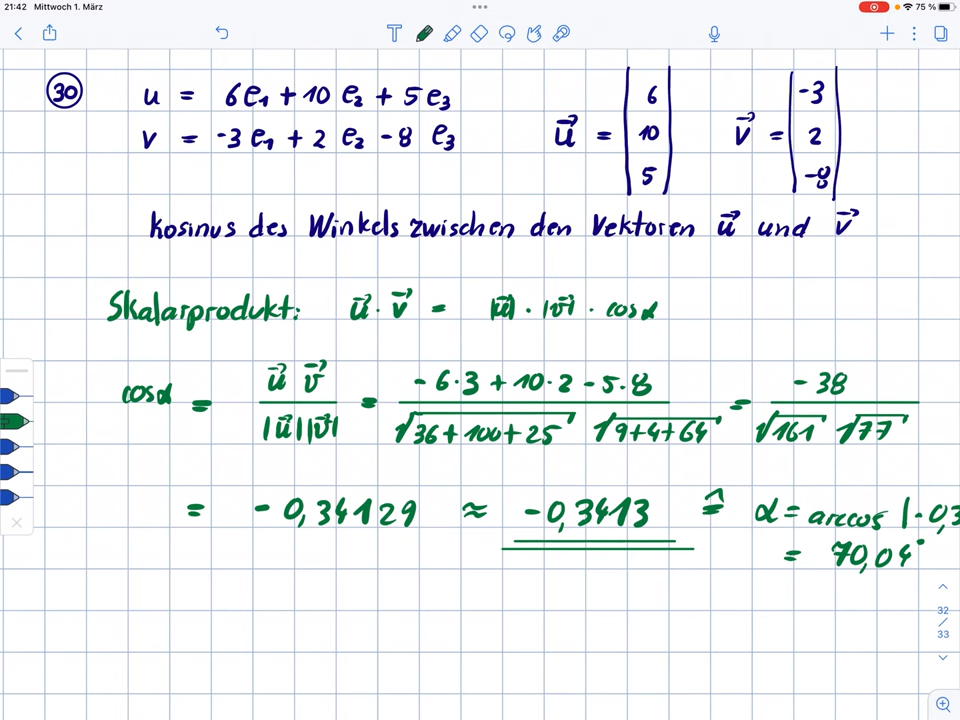 21:42 Mittwoch 1. März 75 %
30 u = 6e₁ + 10 e₂ + 5 e₃
v = -3 e₁ + 2 e₂ - 8 e₃
u⃗ = | 6 10 5 | v⃗ = | -3 2 -8 |
Kosinus des Winkels zwischen den Vektoren u⃗ und v⃗
Skalarprodukt: u⃗ · v⃗ = |u⃗| · |v⃗| · cosα
cosα = u⃗ v⃗ / |u⃗||v⃗| = -6·3 + 10·2 - 5·8 / √36+100+25 √9+4+64 = -38 / √161 √77
= -0,34129 ≈ -0,3413 ≙ α = arccos |-0,3
= 70,04°
32
/
33